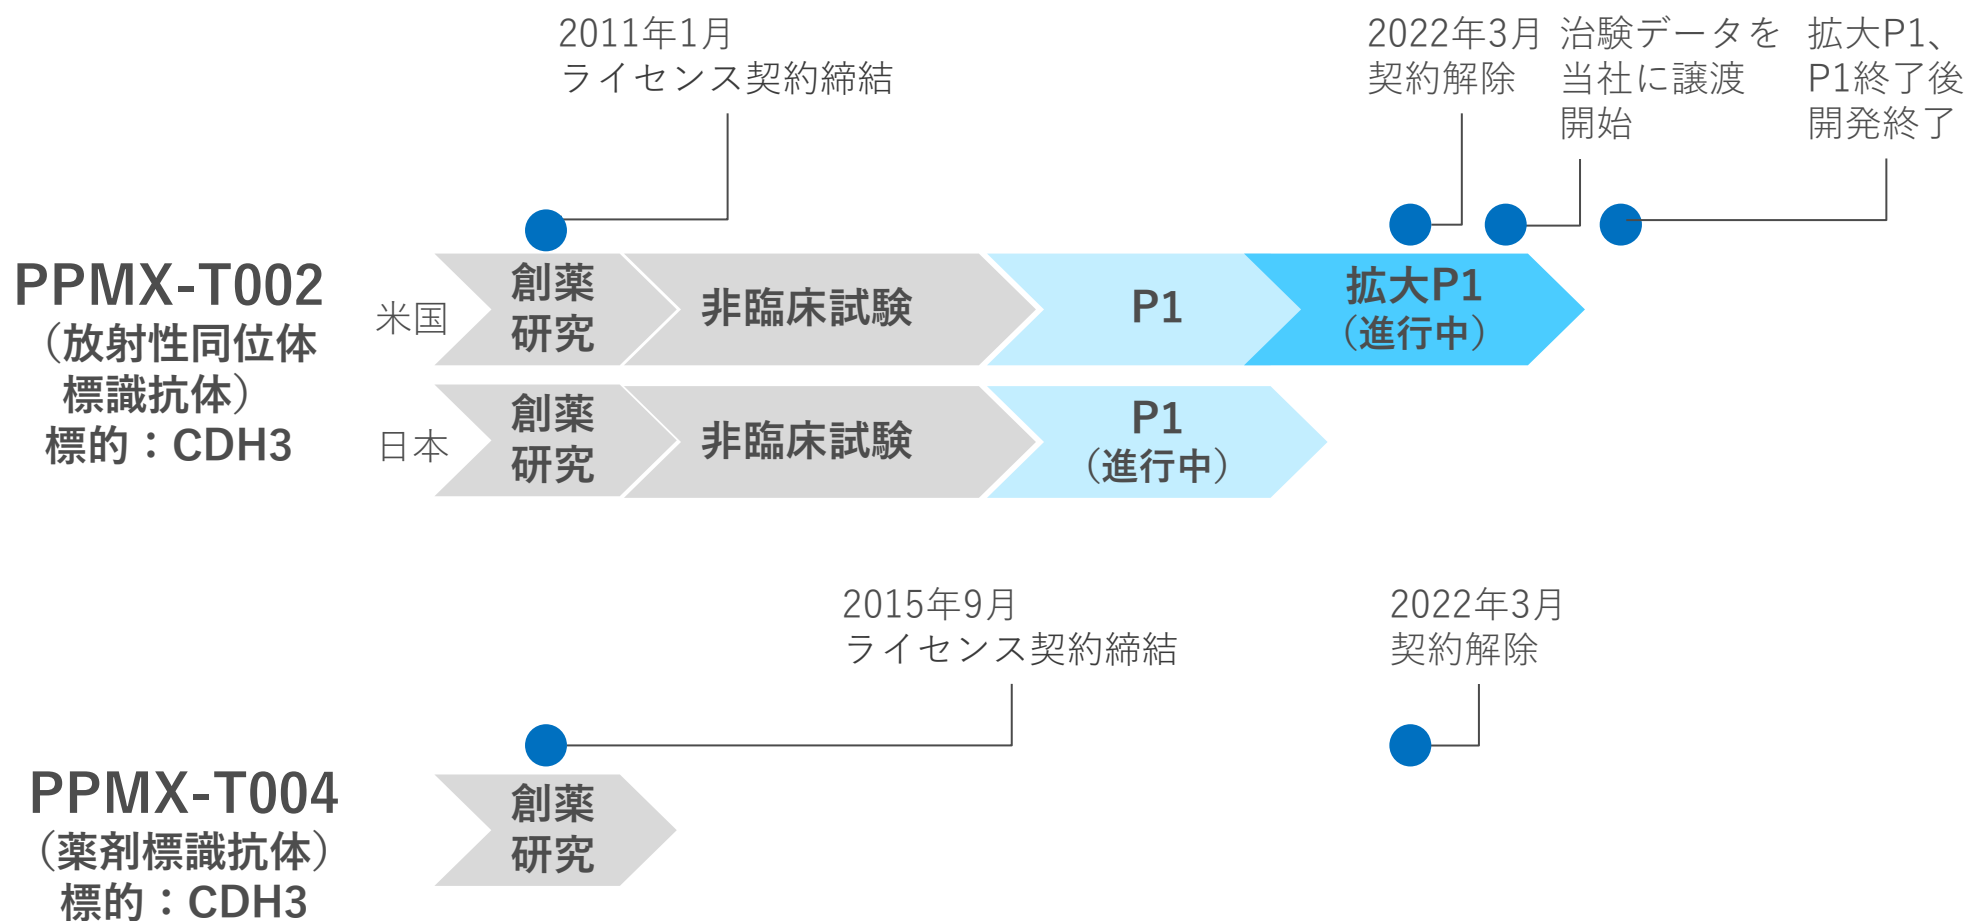 2011年1月
ライセンス契約締結
2022年3月
契約解除
治験データを
当社に譲渡
開始
拡大P1、
P1終了後
開発終了
PPMX-T002
（放射性同位体
標識抗体）
標的：CDH3
米国
創薬
研究
非臨床試験
P1
拡大P1
（進行中）
日本
創薬
研究
非臨床試験
P1
（進行中）
2015年9月
ライセンス契約締結
2022年3月
契約解除
PPMX-T004
（薬剤標識抗体）
標的：CDH3
創薬
研究